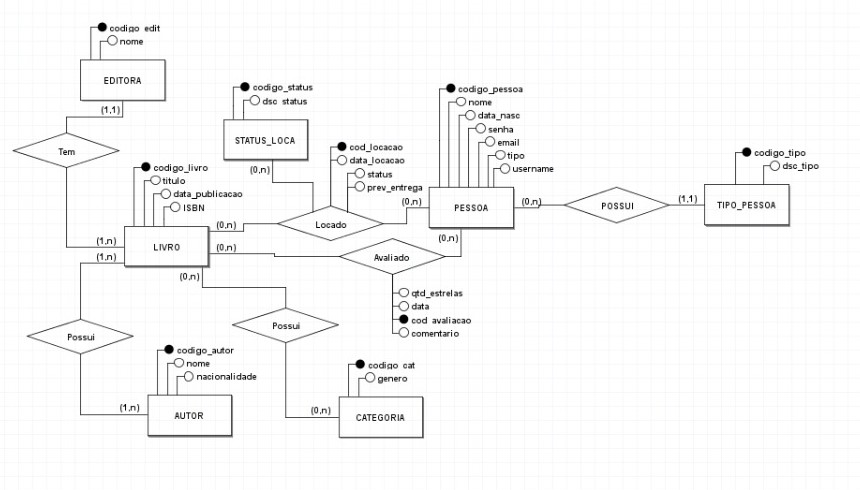 codigo_edit
nome
EDITORA
(1,1)
Tem
(1,n)
codigo_status
dsc_status
STATUS_LOCA
(0,n)
codigo_livro
titulo
data_publicacao
ISBN
LIVRO
(0,n)
(0,n)
(1,n)
(0,n)
cod_locacao
data_locacao
status
prev_entrega
Locado
(0,n)
codigo_pessoa
nome
data_nasc
senha
email
tipo
username
PESSOA
(0,n)
(0,n)
POSSUI
(1,1)
codigo_tipo
dsc_tipo
TIPO_PESSOA
Avaliado
qtd_estrelas
data
cod_avaliacao
comentario
Possui
(1,n)
codigo_autor
nome
nacionalidade
AUTOR
Possui
(0,n)
codigo_cat
genero
CATEGORIA